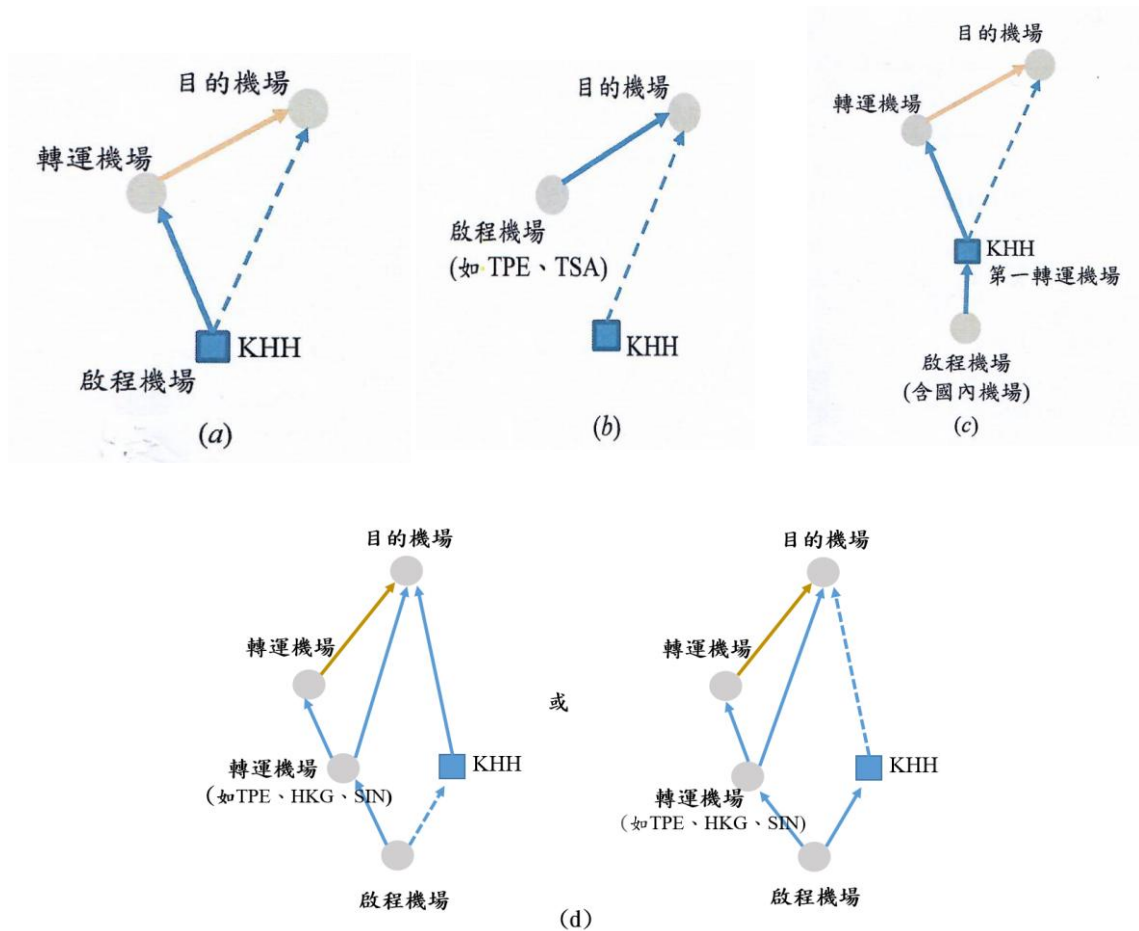 目的機場
轉運機場
KHH
啟程機場
(a)
目的機場
啟程機場
(如 TPE、TSA)
KHH
(b)
目的機場
轉運機場
KHH
第一轉運機場
啟程機場
(含國內機場)
(c)
目的機場
轉運機場
轉運機場
(如TPE、HKG、SIN)
KHH
啟程機場
或
目的機場
轉運機場
轉運機場
(如TPE、HKG、SIN)
KHH
啟程機場
(d)